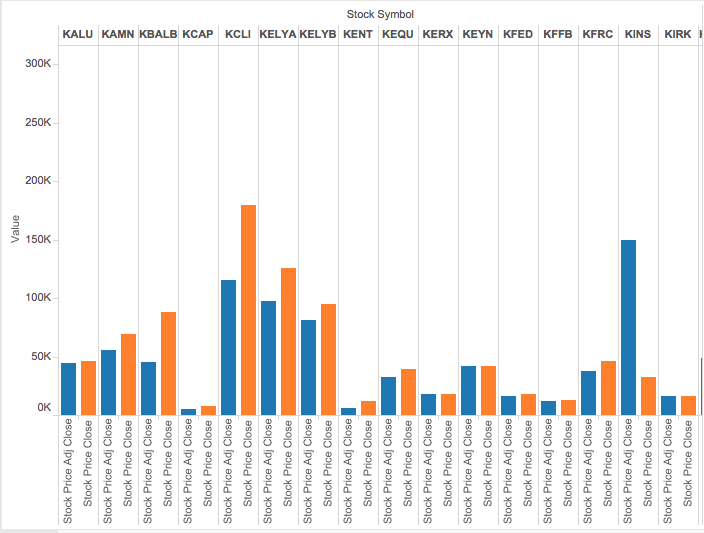 Stock Symbol
KALU KAMN KBALB KCAP KCLI KELYA KELYB KENT KEQU KERX KEYN KFED KFFB KFRC KINS KIRK
300K
250K
200K
150K
100K
50K
0K
Value
Stock Price Adj Close
Stock Price Close
Stock Price Adj Close
Stock Price Close
Stock Price Adj Close
Stock Price Close
Stock Price Adj Close
Stock Price Close
Stock Price Adj Close
Stock Price Close
Stock Price Adj Close
Stock Price Close
Stock Price Adj Close
Stock Price Close
Stock Price Adj Close
Stock Price Close
Stock Price Adj Close
Stock Price Close
Stock Price Adj Close
Stock Price Close
Stock Price Adj Close
Stock Price Close
Stock Price Adj Close
Stock Price Close
Stock Price Adj Close
Stock Price Close
Stock Price Adj Close
Stock Price Close
Stock Price Adj Close
Stock Price Close
Stock Price Adj Close
Stock Price Close